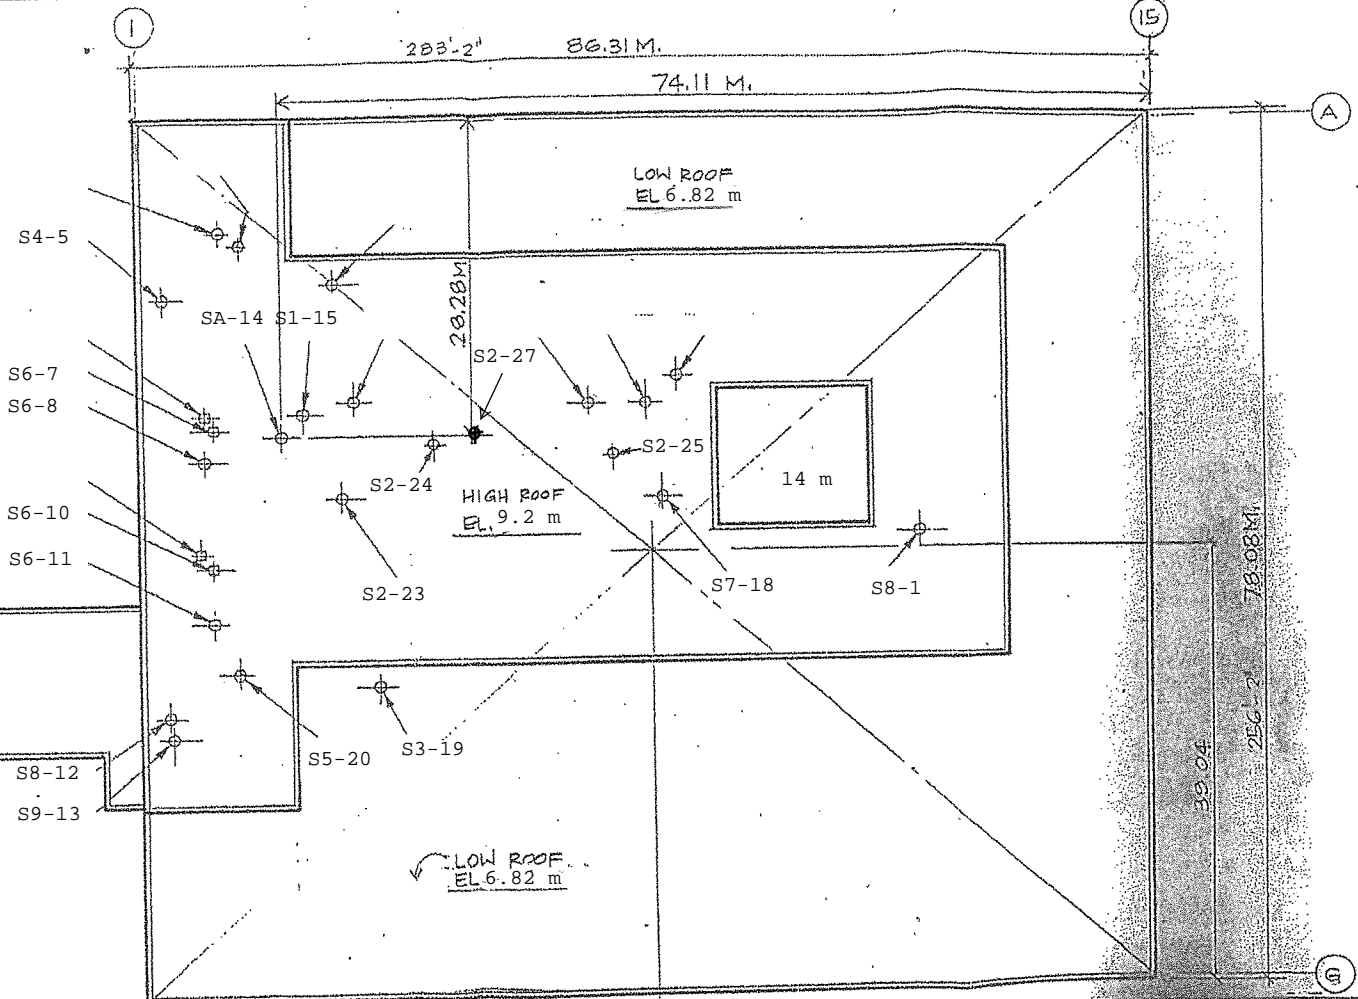 1
15
283'-2" 86.31 M.
74.11 M.
A
LOW ROOF
EL 6.82 m
S4-5
28.28 M.
SA-14 S1-15
S2-27
S6-7
S6-8
S2-25
S2-24
14 m
HIGH ROOF
EL. 9.2 m
S6-10
S6-11
S2-23
S7-18
S8-1
78.08 M.
256'-2"
39.04
S3-19
S5-20
S8-12
S9-13
LOW ROOF
EL 6.82 m